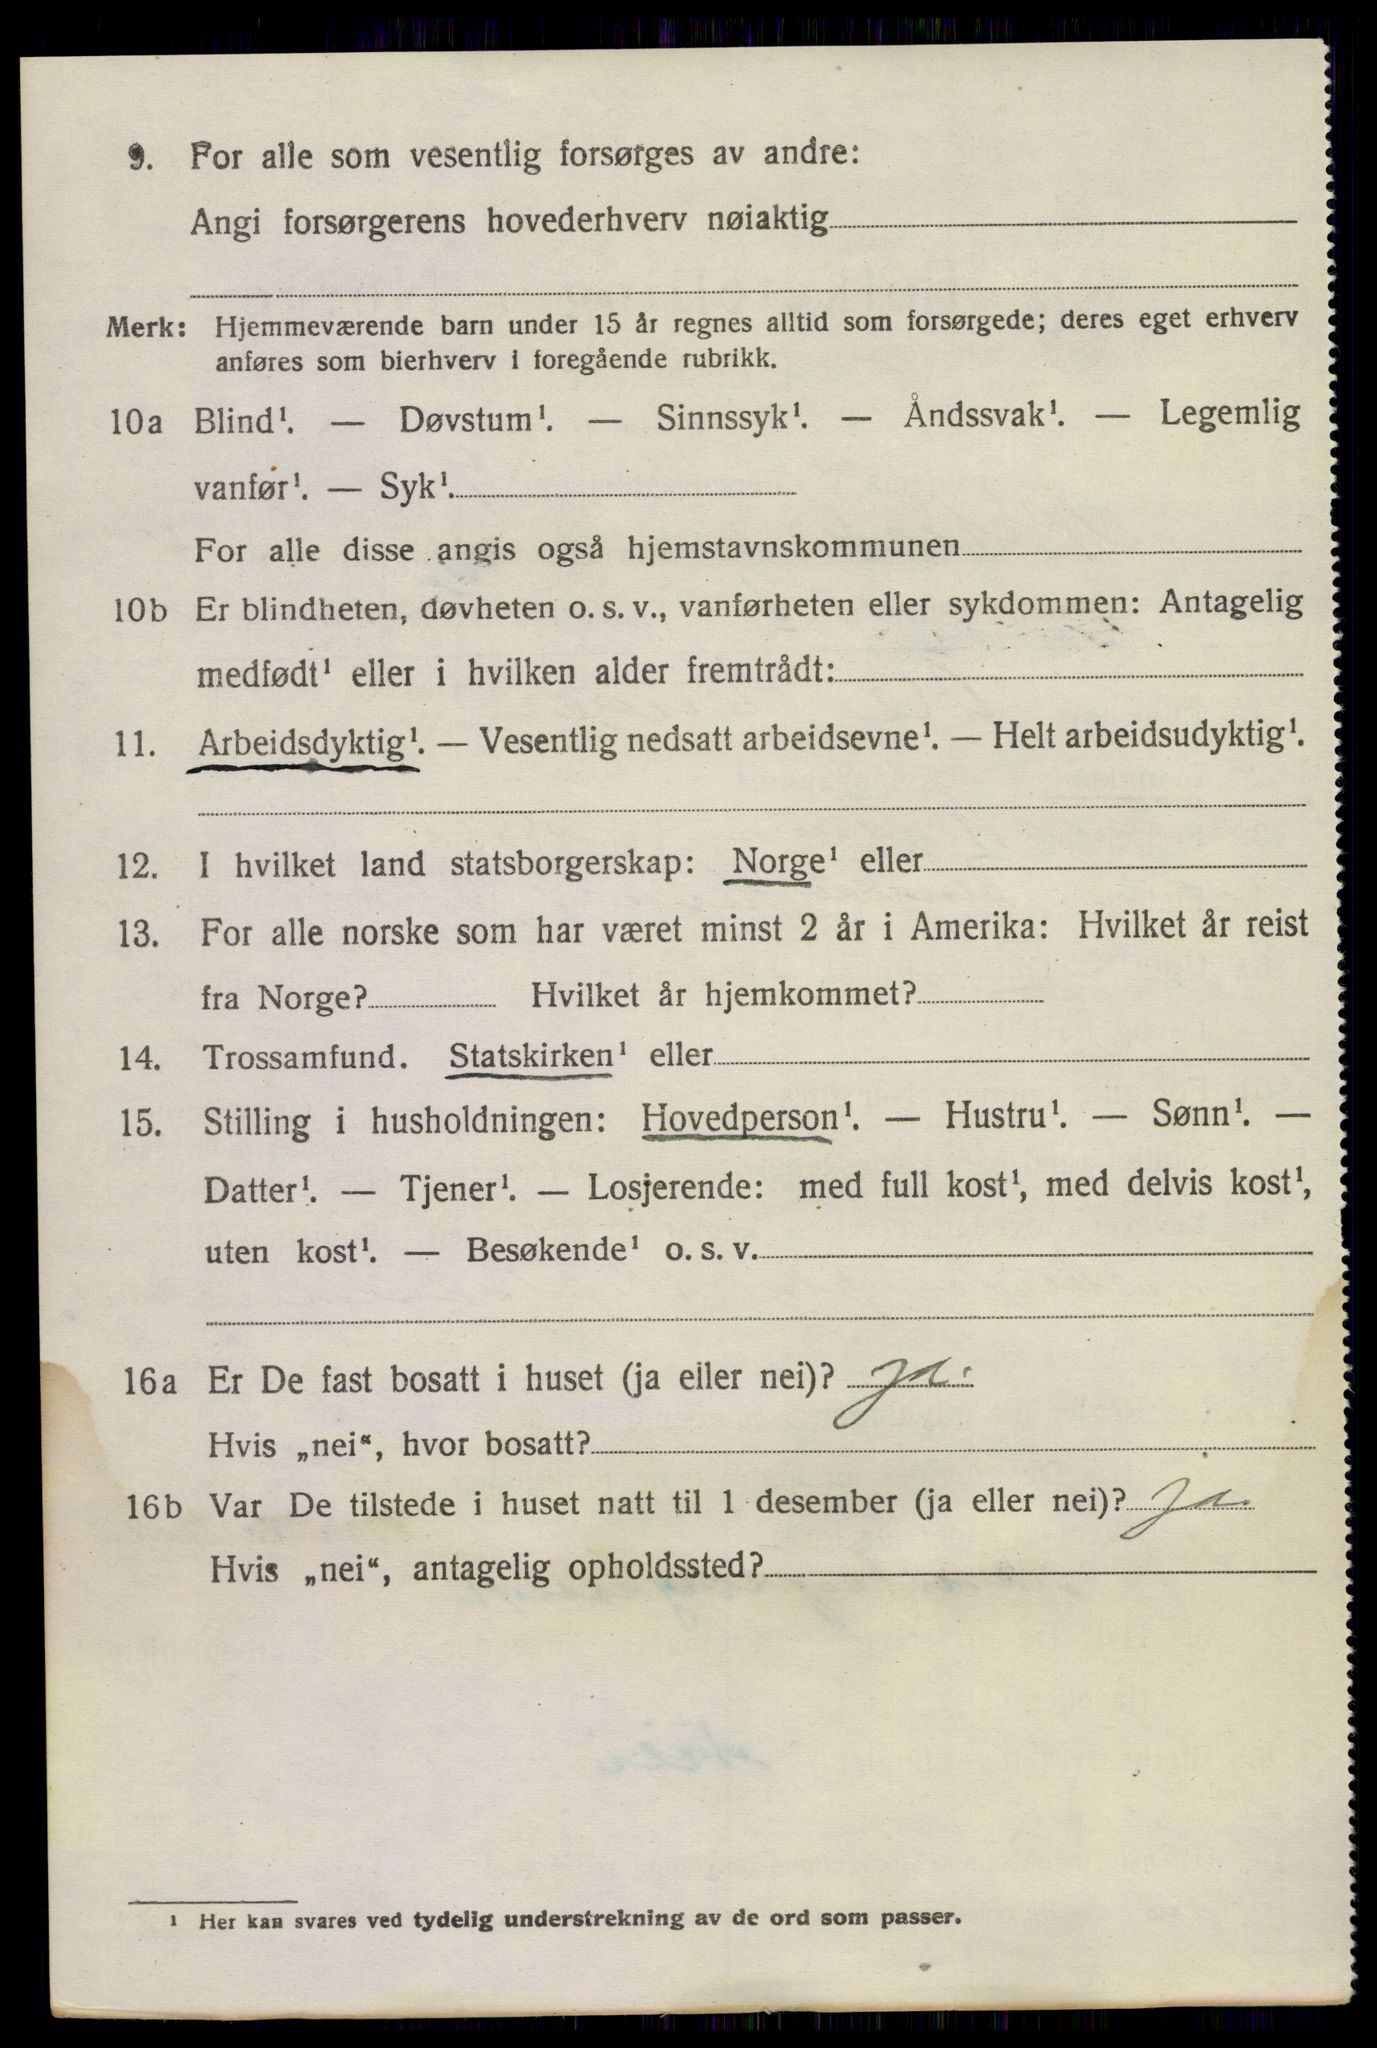 9. For alle som vesentlig forsørges av andre:
Angi forsørgerens hovederhverv nøiaktig
Merk: Hjemmeværende barn under 15 år regnes alltid som forsørgede; deres eget erhverv
anføres som bierhverv i foregående rubrikk.
10a Blind¹. — Døvstum¹. — Sinnssyk¹. — Åndssvak¹. — Legemlig
vanfør¹. — Syk¹.
For alle disse angis også hjemstavnskommunen
10b Er blindheten, døvheten o. s. v., vanførheten eller sykdommen: Antagelig
medfødt¹ eller i hvilken alder fremtrådt:
11. Arbeidsdyktig¹. — Vesentlig nedsatt arbeidsevne¹. — Helt arbeidsudyktig¹.
12. I hvilket land statsborgerskap: Norge¹ eller
13. For alle norske som har været minst 2 år i Amerika: Hvilket år reist
fra Norge? Hvilket år hjemkommet?
14. Trossamfund. Statskirken¹ eller
15. Stilling i husholdningen: Hovedperson¹. — Hustru¹. — Sønn¹. —
Datter¹. — Tjener¹. — Losjerende: med full kost¹, med delvis kost¹,
uten kost¹. — Besøkende¹ o. s. v.
16a Er De fast bosatt i huset (ja eller nei)? ja.
Hvis „nei“, hvor bosatt?
16b Var De tilstede i huset natt til 1 desember (ja eller nei)? ja.
Hvis „nei“, antagelig opholdssted?
¹ Her kan svares ved tydelig understrekning av de ord som passer.